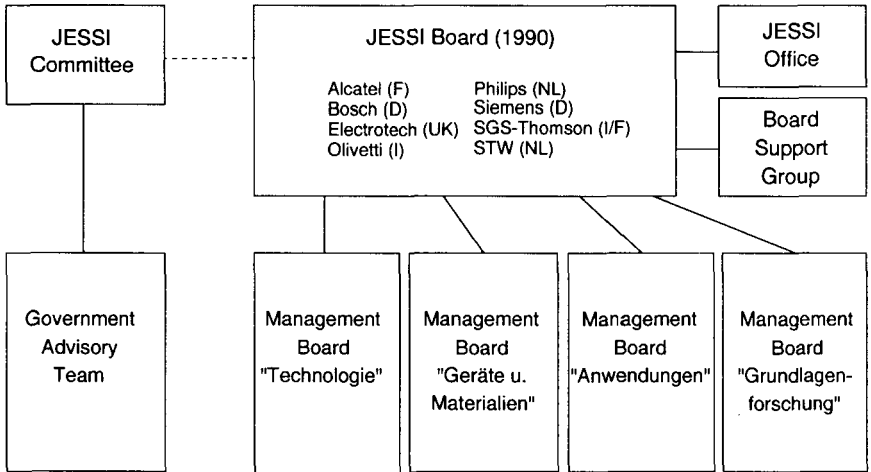 JESSI
Committee
JESSI Board (1990)
Alcatel (F)
Bosch (D)
Electrotech (UK)
Olivetti (I)
Philips (NL)
Siemens (D)
SGS-Thomson (I/F)
STW (NL)
JESSI
Office
Board
Support
Group
Government
Advisory
Team
Management
Board
"Technologie"
Management
Board
"Geräte u.
Materialien"
Management
Board
"Anwendungen"
Management
Board
"Grundlagen-
forschung"